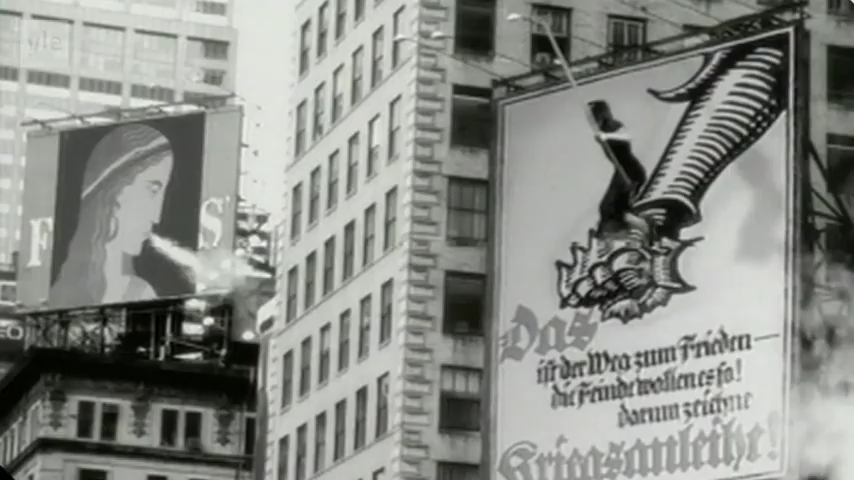 F S'
Das
ist der Weg zum Frieden—
die Feinde wollen es so!
darum zeichne
Kriegsanleihe!